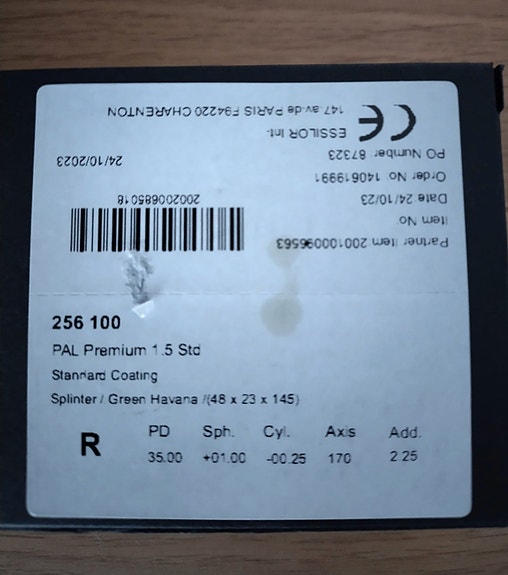 Partner Item 200100096563
Item No.
Date 24/10/23
200200685018
Order No. 140619991
PO Number: 87323 24/10/2023
CE ESSILOR Int.
147 av. de PARIS F94220 CHARENTON
256 100
PAL Premium 1.5 Std
Standard Coating
Splinter / Green Havana /(48 x 23 x 145)
PD Sph. Cyl. Axis Add.
R 35.00 +01.00 -00.25 170 2.25